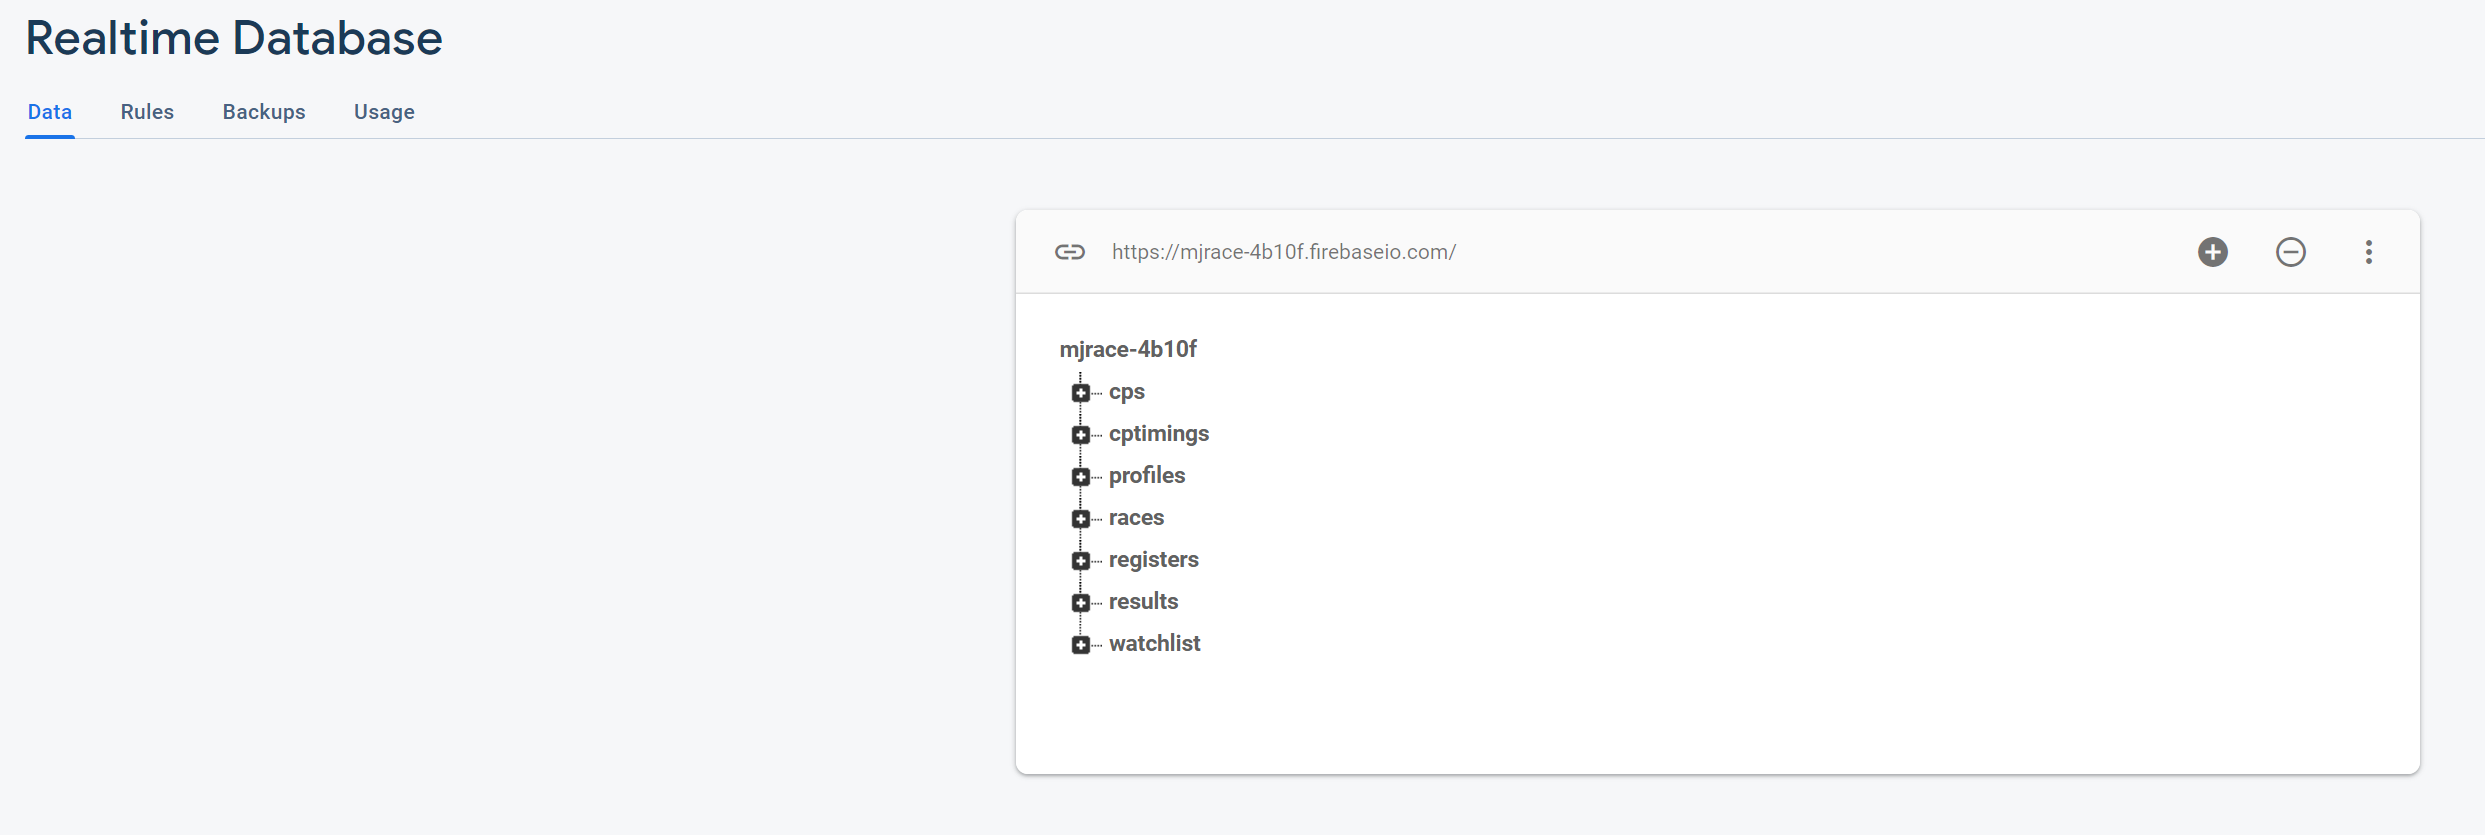 Realtime Database
Data Rules Backups Usage
https://mjrace-4b10f.firebaseio.com/
mjrace-4b10f
cps
cptimings
profiles
races
registers
results
watchlist